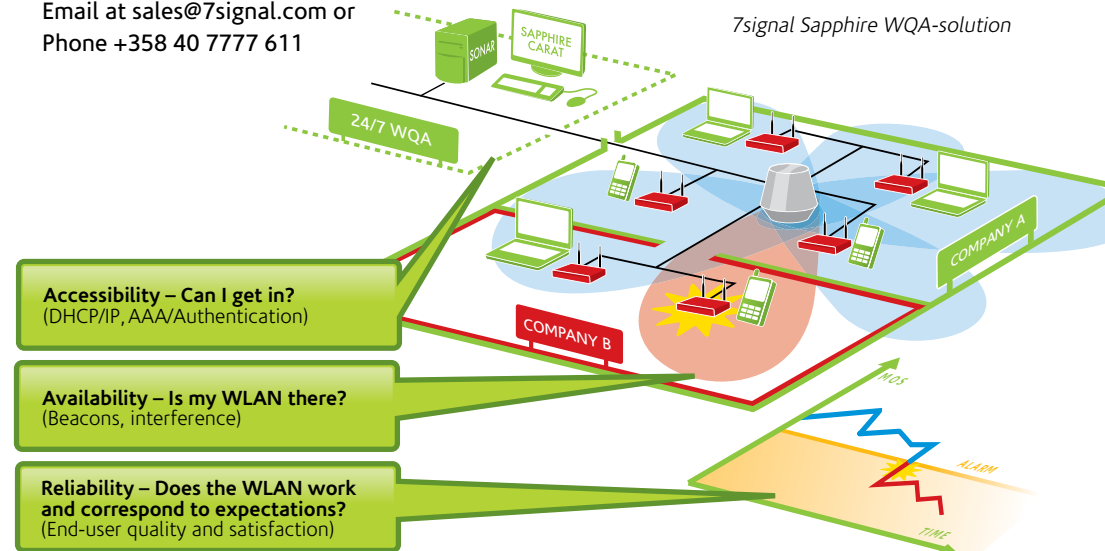 Email at sales@7signal.com or
Phone +358 40 7777 611
7signal Sapphire WQA-solution
SONAR
SAPPHIRE
CARAT
24/7 WQA
COMPANY A
COMPANY B
Accessibility – Can I get in?
(DHCP/IP, AAA/Authentication)
Availability – Is my WLAN there?
(Beacons, interference)
Reliability – Does the WLAN work
and correspond to expectations?
(End-user quality and satisfaction)
MOS
ALARM
TIME